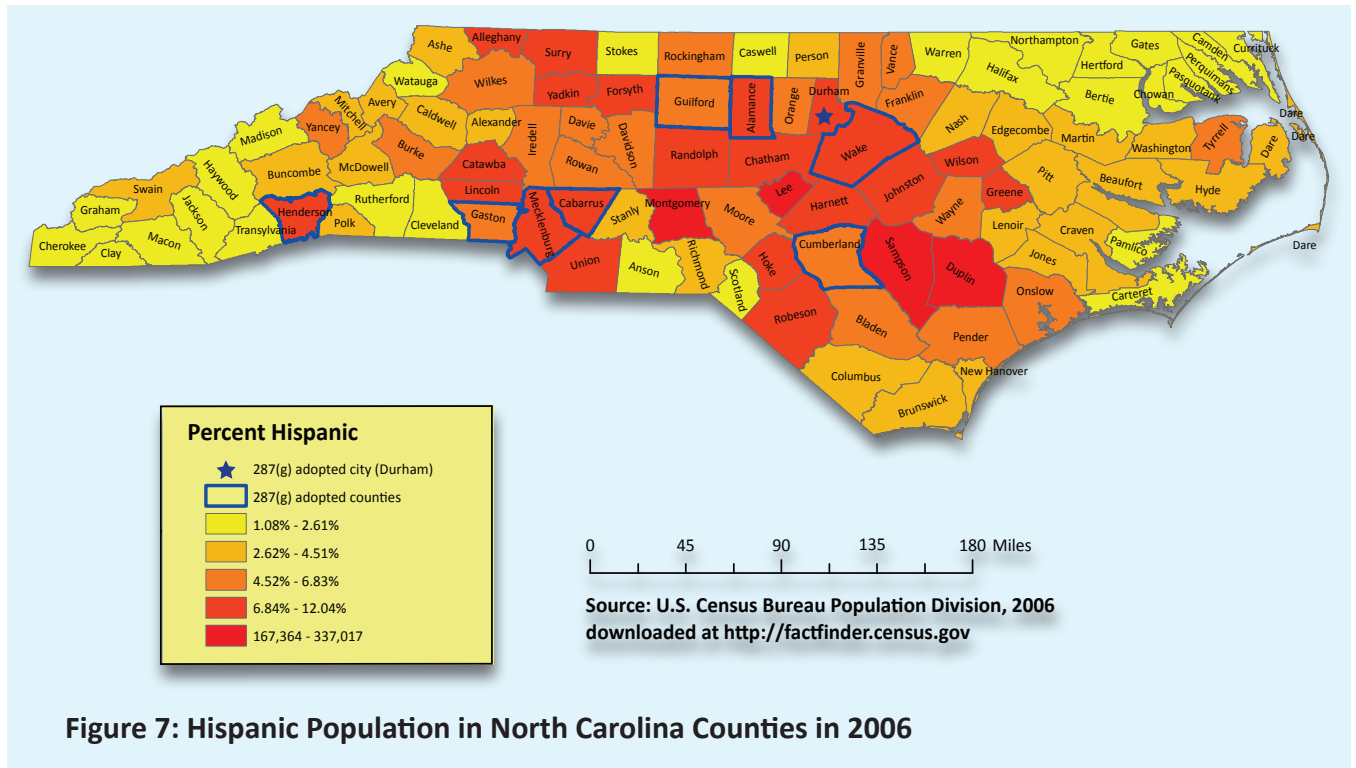 Alleghany
Ashe
Surry
Stokes
Rockingham
Caswell
Person
Granville
Vance
Warren
Northampton
Gates
Camden
Currituck
Hertford
Halifax
Perquimans
Pasquotank
Chowan
Bertie
Watauga
Wilkes
Yadkin
Forsyth
Guilford
Alamance
Orange
Durham
Franklin
Nash
Edgecombe
Martin
Washington
Tyrrell
Dare
Dare
Dare
Mitchell
Avery
Caldwell
Alexander
Iredell
Davie
Davidson
Madison
Yancey
Burke
Catawba
Rowan
Randolph
Chatham
Wake
Wilson
Pitt
Beaufort
Hyde
Haywood
Buncombe
McDowell
Lincoln
Swain
Graham
Jackson
Henderson
Rutherford
Polk
Cleveland
Gaston
Mecklenburg
Cabarrus
Stanly
Montgomery
Moore
Lee
Harnett
Johnston
Wayne
Greene
Lenoir
Craven
Pamlico
Dare
Cherokee
Clay
Macon
Transylvania
Union
Anson
Richmond
Scotland
Hoke
Cumberland
Sampson
Duplin
Jones
Onslow
Carteret
Robeson
Bladen
Pender
Columbus
New Hanover
Brunswick
Percent Hispanic
287(g) adopted city (Durham)
287(g) adopted counties
1.08% - 2.61%
2.62% - 4.51%
4.52% - 6.83%
6.84% - 12.04%
167,364 - 337,017
0 45 90 135 180 Miles
Source: U.S. Census Bureau Population Division, 2006
downloaded at http://factfinder.census.gov
Figure 7: Hispanic Population in North Carolina Counties in 2006